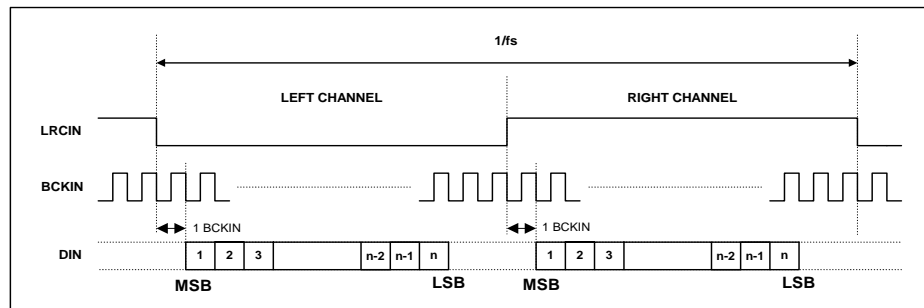 1/fs
LEFT CHANNEL RIGHT CHANNEL
LRCIN
BCKIN
1 BCKIN 1 BCKIN
DIN 1 2 3 n-2 n-1 n 1 2 3 n-2 n-1 n
MSB LSB MSB LSB